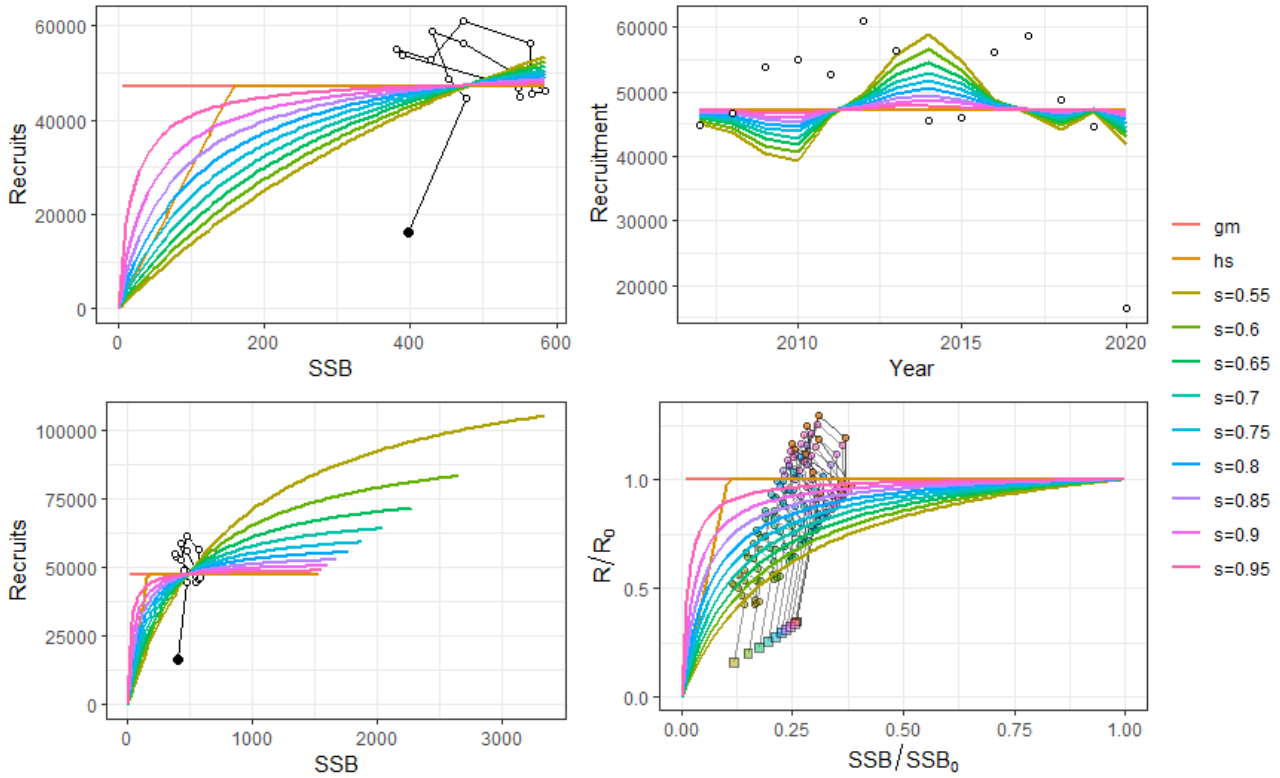 60000
40000
20000
0
Recruits
0
200
400
600
SSB
60000
50000
40000
30000
20000
Recruitment
2010
2015
2020
Year
100000
75000
50000
25000
0
Recruits
0
1000
2000
3000
SSB
1.0
0.5
0.0
R/R₀
0.00
0.25
0.50
0.75
1.00
SSB/SSB₀
gm
hs
s=0.55
s=0.6
s=0.65
s=0.7
s=0.75
s=0.8
s=0.85
s=0.9
s=0.95